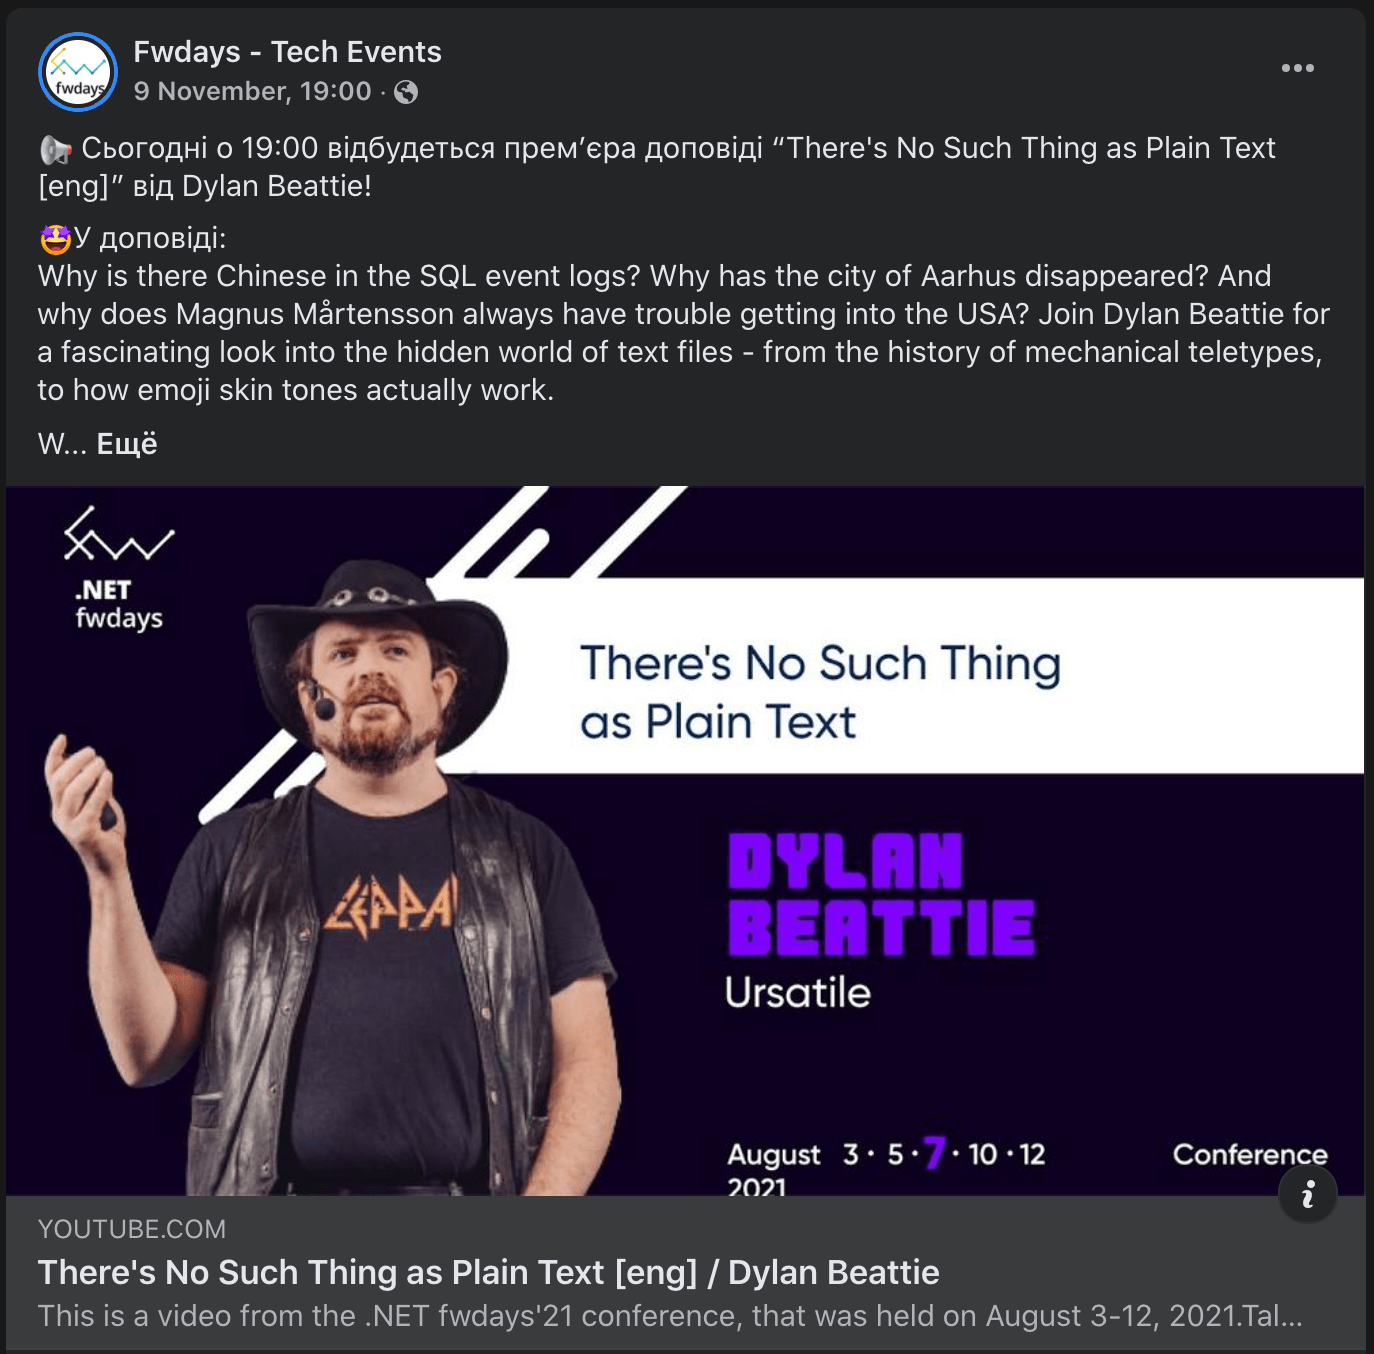 Fwdays - Tech Events
9 November, 19:00 ·
fwdays
📢 Сьогодні о 19:00 відбудеться прем’єра доповіді “There's No Such Thing as Plain Text
[eng]” від Dylan Beattie!
🤩У доповіді:
Why is there Chinese in the SQL event logs? Why has the city of Aarhus disappeared? And
why does Magnus Mårtensson always have trouble getting into the USA? Join Dylan Beattie for
a fascinating look into the hidden world of text files - from the history of mechanical teletypes,
to how emoji skin tones actually work.
W... Ещё
.NET
fwdays
There's No Such Thing
as Plain Text
LEPPA
DYLAN
BEATTIE
Ursatile
August 3 · 5 · 7 · 10 · 12
2021
Conference
YOUTUBE.COM
There's No Such Thing as Plain Text [eng] / Dylan Beattie
This is a video from the .NET fwdays'21 conference, that was held on August 3-12, 2021.Tal...